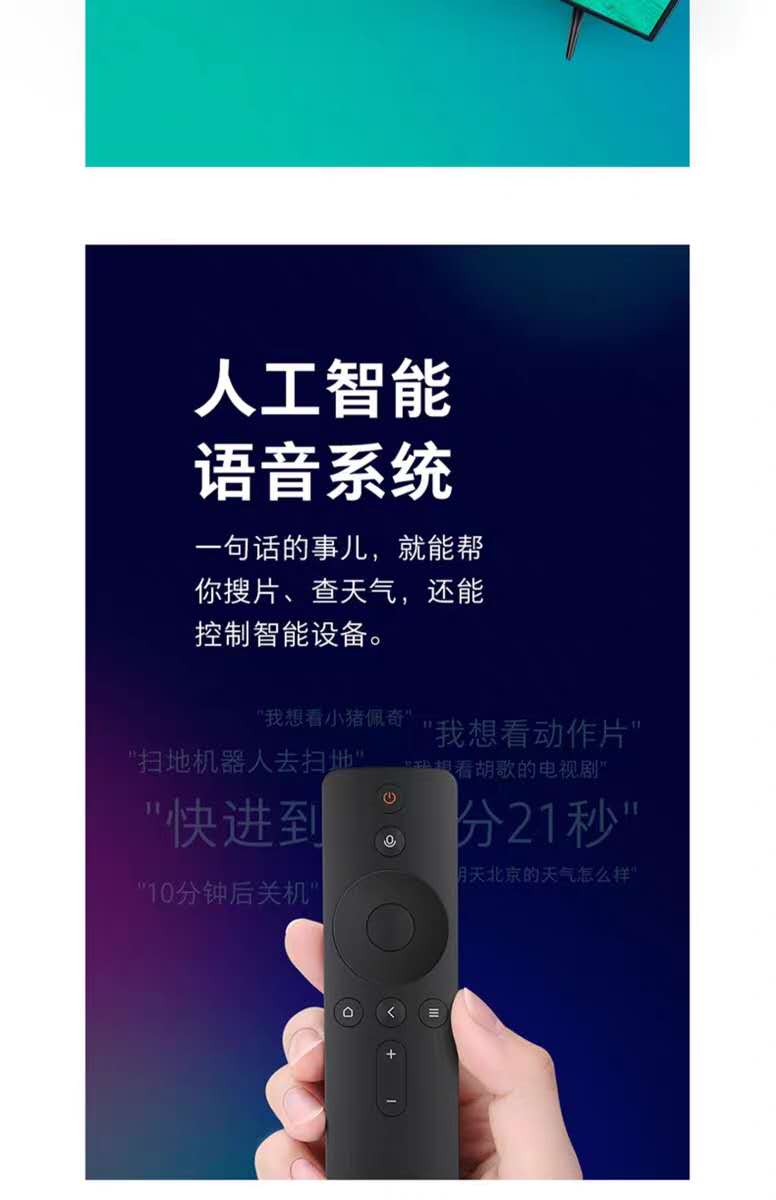 人工智能
语音系统
一句话的事儿，就能帮
你搜片、查天气，还能
控制智能设备。
"我想看小猪佩奇"
"我想看动作片"
"扫地机器人去扫地"
"我想看胡歌的电视剧"
"快进到 分21秒"
天北京的天气怎么样"
"10分钟后关机"